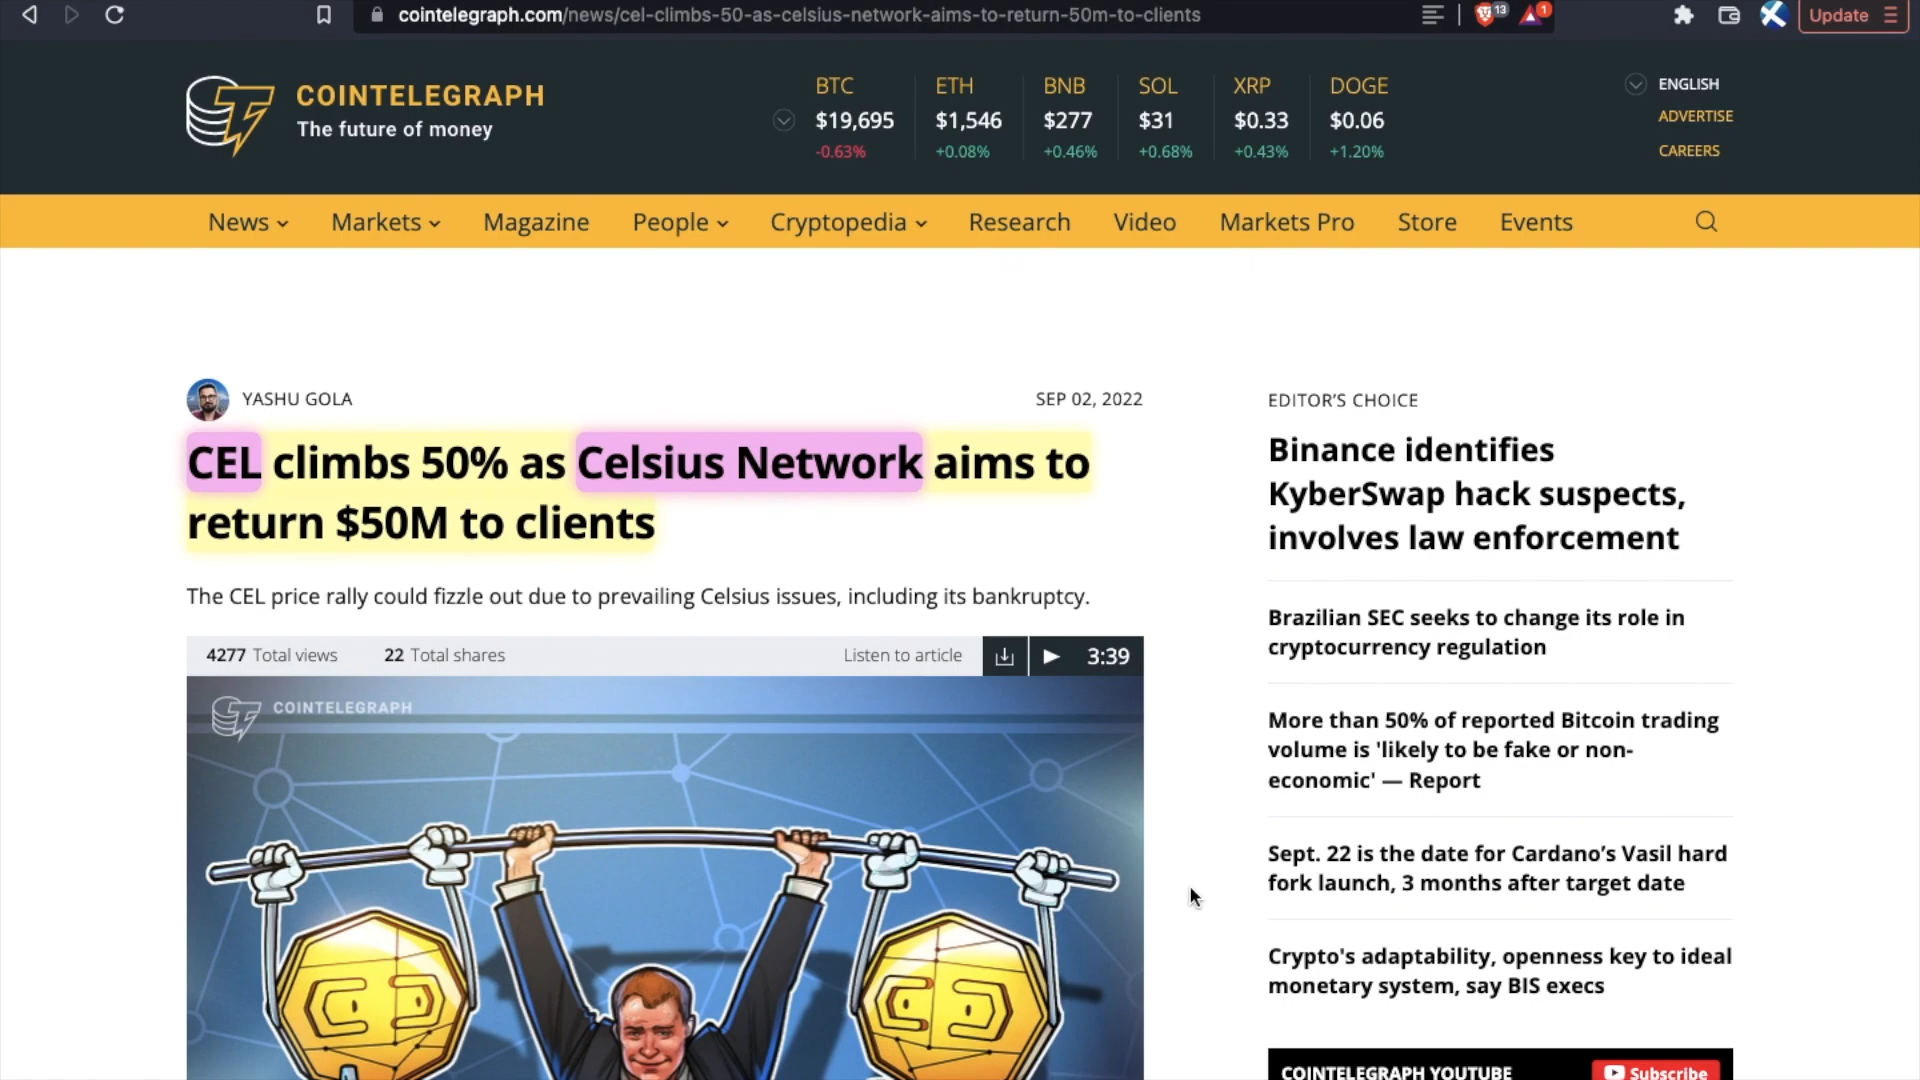 cointelegraph.com/news/cel-climbs-50-as-celsius-network-aims-to-return-50m-to-clients
13
1
Update
COINTELEGRAPH
The future of money
BTC ETH BNB SOL XRP DOGE
$19,695 $1,546 $277 $31 $0.33 $0.06
-0.63% +0.08% +0.46% +0.68% +0.43% +1.20%
ENGLISH
ADVERTISE
CAREERS
News Markets Magazine People Cryptopedia Research Video Markets Pro Store Events
YASHU GOLA
SEP 02, 2022
CEL climbs 50% as Celsius Network aims to
return $50M to clients
The CEL price rally could fizzle out due to prevailing Celsius issues, including its bankruptcy.
4277 Total views 22 Total shares Listen to article 3:39
COINTELEGRAPH
EDITOR'S CHOICE
Binance identifies
KyberSwap hack suspects,
involves law enforcement
Brazilian SEC seeks to change its role in
cryptocurrency regulation
More than 50% of reported Bitcoin trading
volume is 'likely to be fake or non-
economic' — Report
Sept. 22 is the date for Cardano’s Vasil hard
fork launch, 3 months after target date
Crypto's adaptability, openness key to ideal
monetary system, say BIS execs
COINTELEGRAPH YOUTUBE
Subscribe